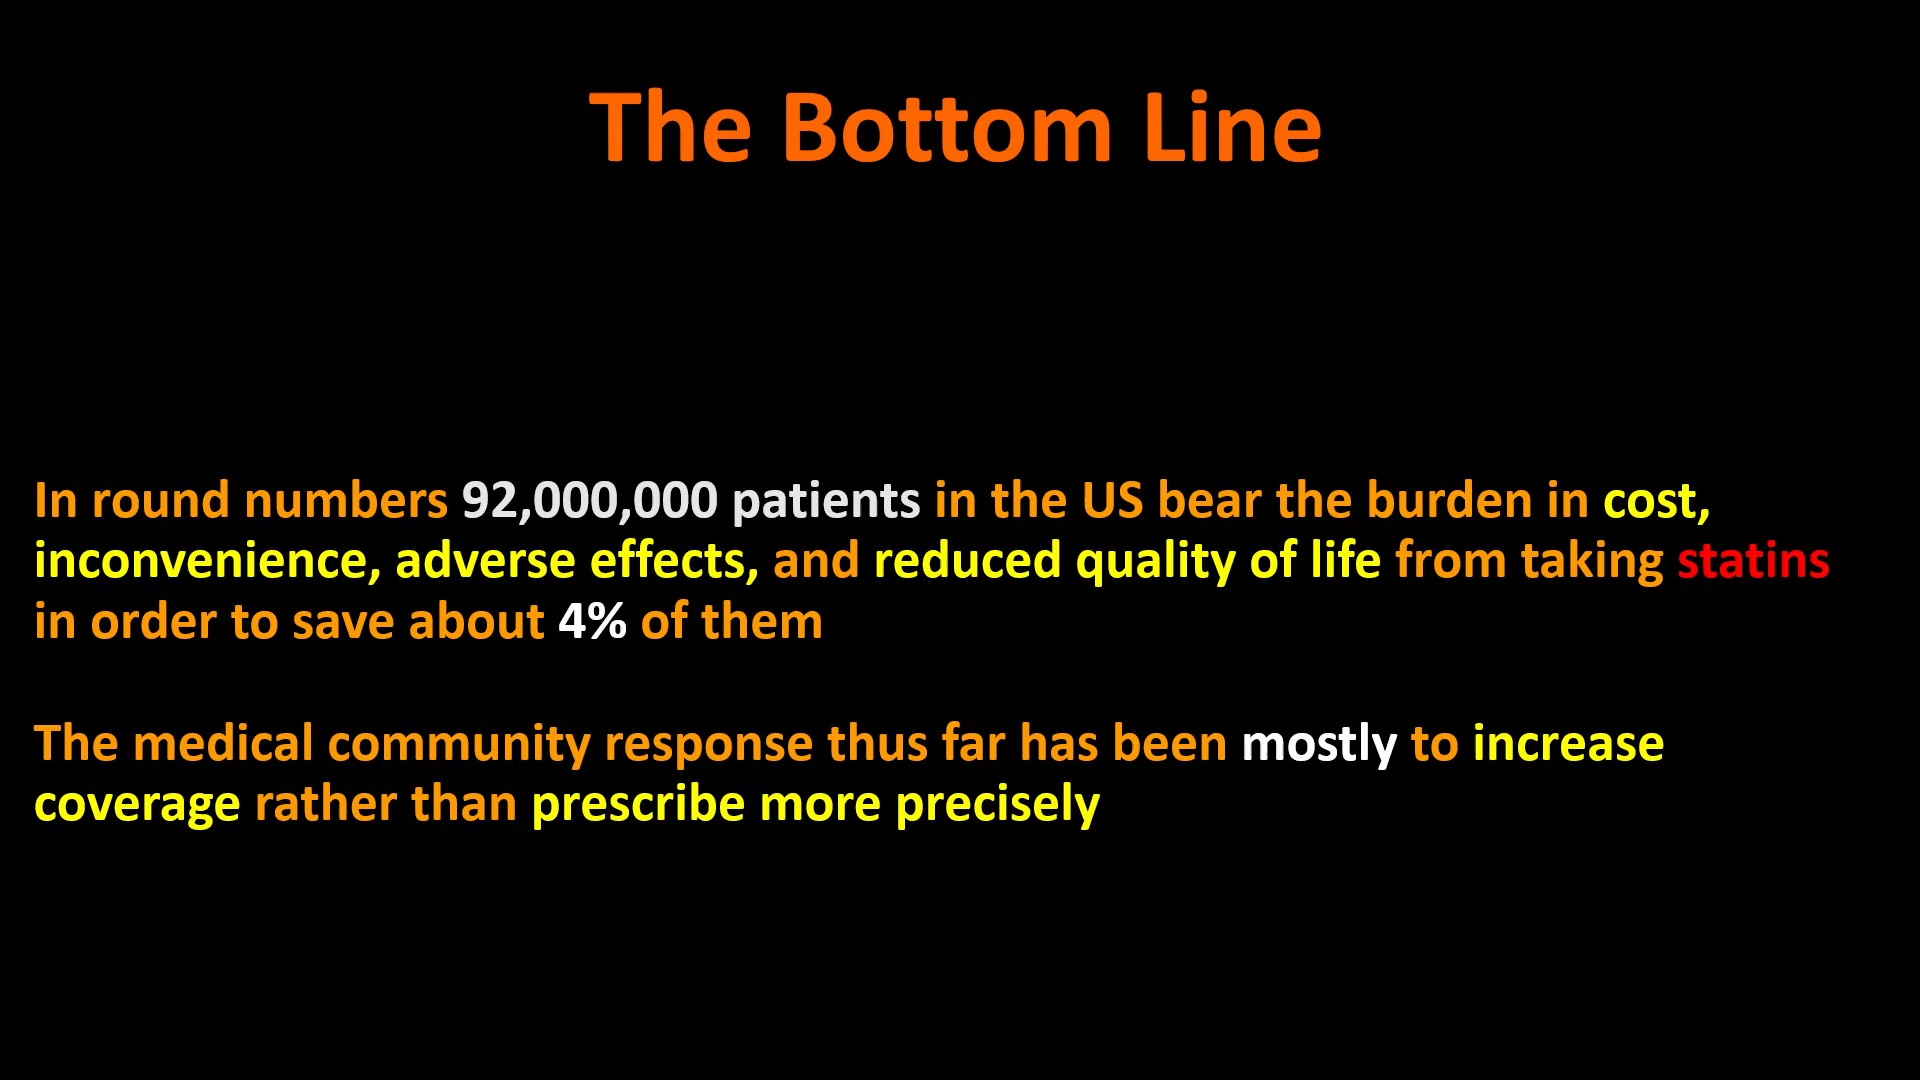 The Bottom Line
In round numbers 92,000,000 patients in the US bear the burden in cost,
inconvenience, adverse effects, and reduced quality of life from taking statins
in order to save about 4% of them
The medical community response thus far has been mostly to increase
coverage rather than prescribe more precisely